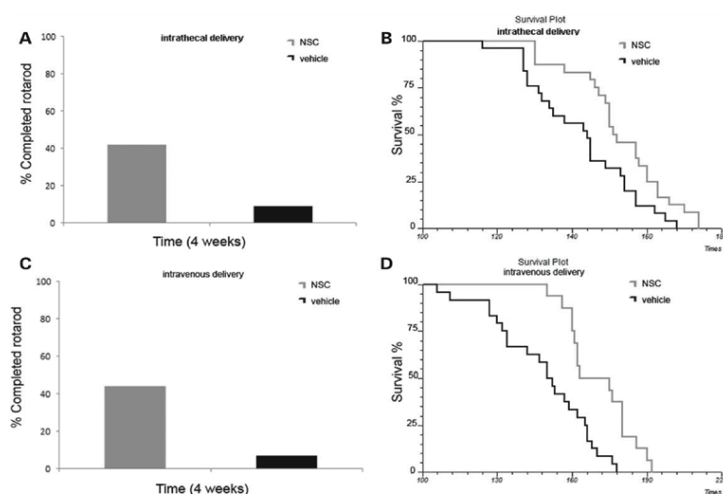 A
intrathecal delivery
NSC
vehicle
100
80
60
40
20
0
% Completed rotarod
Time (4 weeks)
B
Survival Plot
intrathecal delivery
NSC
vehicle
100
75
50
25
0
Survival %
100 120 140 160 18
Times
C
intravenous delivery
NSC
vehicle
100
80
60
40
20
0
% Completed rotarod
Time (4 weeks)
D
Survival Plot
intravenous delivery
NSC
vehicle
100
75
50
25
0
Survival %
100 130 160 190
Times